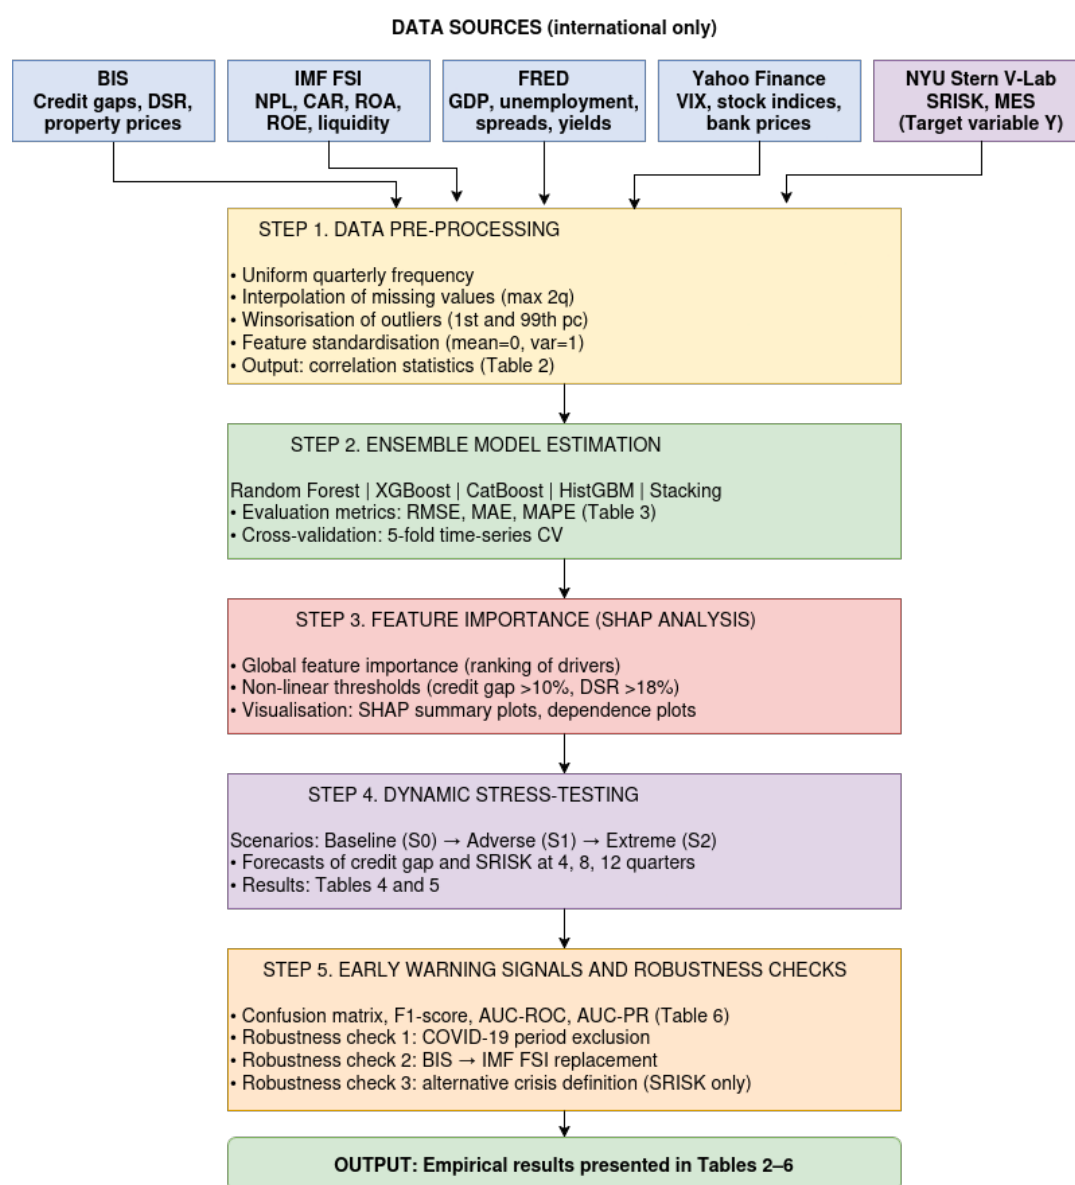 DATA SOURCES (international only)
BIS
Credit gaps, DSR,
property prices
IMF FSI
NPL, CAR, ROA,
ROE, liquidity
FRED
GDP, unemployment,
spreads, yields
Yahoo Finance
VIX, stock indices,
bank prices
NYU Stern V-Lab
SRISK, MES
(Target variable Y)
STEP 1. DATA PRE-PROCESSING
• Uniform quarterly frequency
• Interpolation of missing values (max 2q)
• Winsorisation of outliers (1st and 99th pc)
• Feature standardisation (mean=0, var=1)
• Output: correlation statistics (Table 2)
STEP 2. ENSEMBLE MODEL ESTIMATION
Random Forest | XGBoost | CatBoost | HistGBM | Stacking
• Evaluation metrics: RMSE, MAE, MAPE (Table 3)
• Cross-validation: 5-fold time-series CV
STEP 3. FEATURE IMPORTANCE (SHAP ANALYSIS)
• Global feature importance (ranking of drivers)
• Non-linear thresholds (credit gap >10%, DSR >18%)
• Visualisation: SHAP summary plots, dependence plots
STEP 4. DYNAMIC STRESS-TESTING
Scenarios: Baseline (S0) → Adverse (S1) → Extreme (S2)
• Forecasts of credit gap and SRISK at 4, 8, 12 quarters
• Results: Tables 4 and 5
STEP 5. EARLY WARNING SIGNALS AND ROBUSTNESS CHECKS
• Confusion matrix, F1-score, AUC-ROC, AUC-PR (Table 6)
• Robustness check 1: COVID-19 period exclusion
• Robustness check 2: BIS → IMF FSI replacement
• Robustness check 3: alternative crisis definition (SRISK only)
OUTPUT: Empirical results presented in Tables 2–6